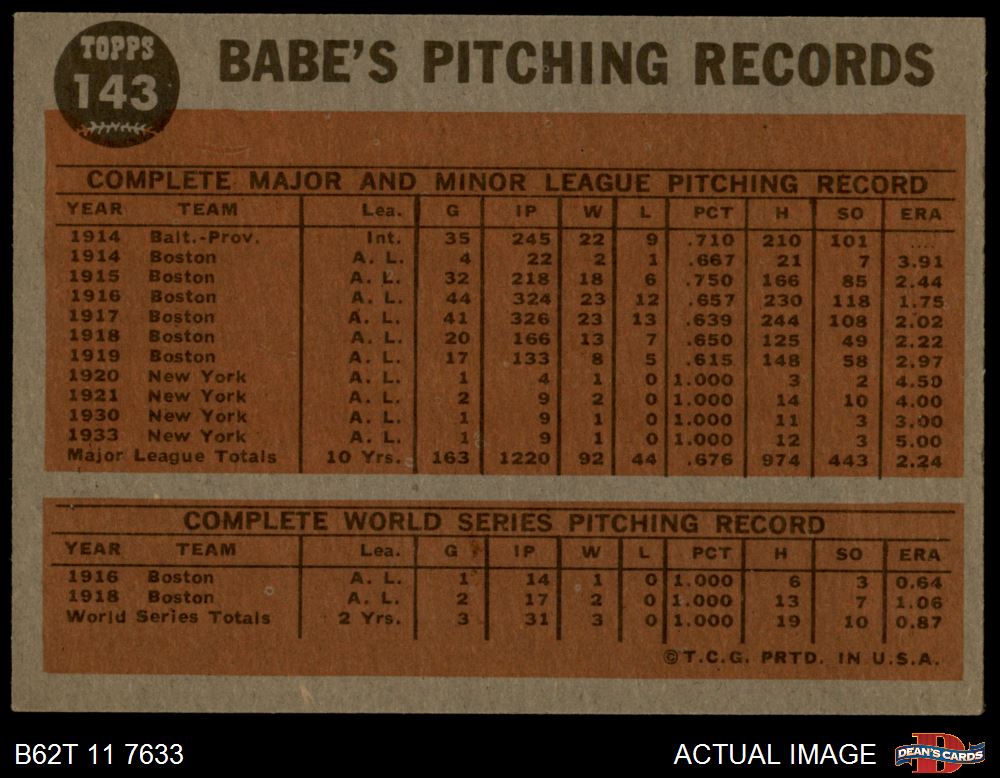 TOPPS
143
BABE'S PITCHING RECORDS
COMPLETE MAJOR AND MINOR LEAGUE PITCHING RECORD
YEAR TEAM Lea. G IP W L PCT H SO ERA
1914 Balt.-Prov. Int. 35 245 22 9 .710 210 101 ....
1914 Boston A. L. 4 22 2 1 .667 21 7 3.91
1915 Boston A. L. 32 218 18 6 .750 166 85 2.44
1916 Boston A. L. 44 324 23 12 .657 230 118 1.75
1917 Boston A. L. 41 326 23 13 .639 244 108 2.02
1918 Boston A. L. 20 166 13 7 .650 125 49 2.22
1919 Boston A. L. 17 133 8 5 .615 148 58 2.97
1920 New York A. L. 1 4 1 0 1.000 3 2 4.50
1921 New York A. L. 2 9 2 0 1.000 14 10 4.00
1930 New York A. L. 1 9 1 0 1.000 11 3 3.00
1933 New York A. L. 1 9 1 0 1.000 12 3 5.00
Major League Totals 10 Yrs. 163 1220 92 44 .676 974 443 2.24
COMPLETE WORLD SERIES PITCHING RECORD
YEAR TEAM Lea. G IP W L PCT H SO ERA
1916 Boston A. L. 1 14 1 0 1.000 6 3 0.64
1918 Boston A. L. 2 17 2 0 1.000 13 7 1.06
World Series Totals 2 Yrs. 3 31 3 0 1.000 19 10 0.87
©T.C.G. PRTD. IN U.S.A.
B62T 11 7633
ACTUAL IMAGE
DEAN'S CARDS